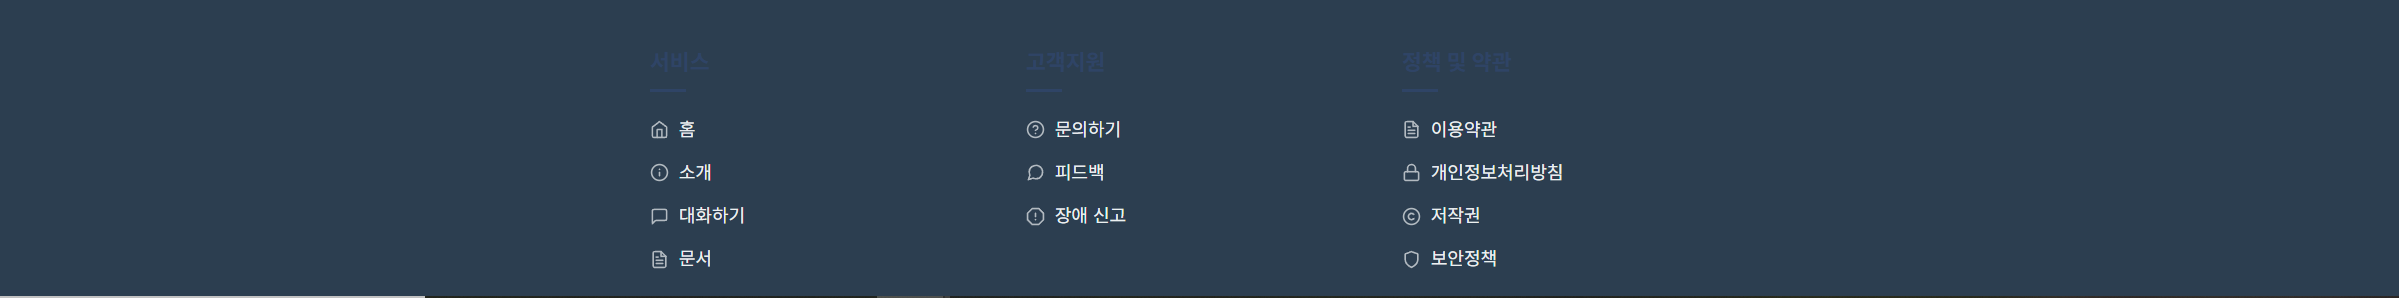 서비스
홈
소개
대화하기
문서
고객지원
문의하기
피드백
장애 신고
정책 및 약관
이용약관
개인정보처리방침
저작권
보안정책